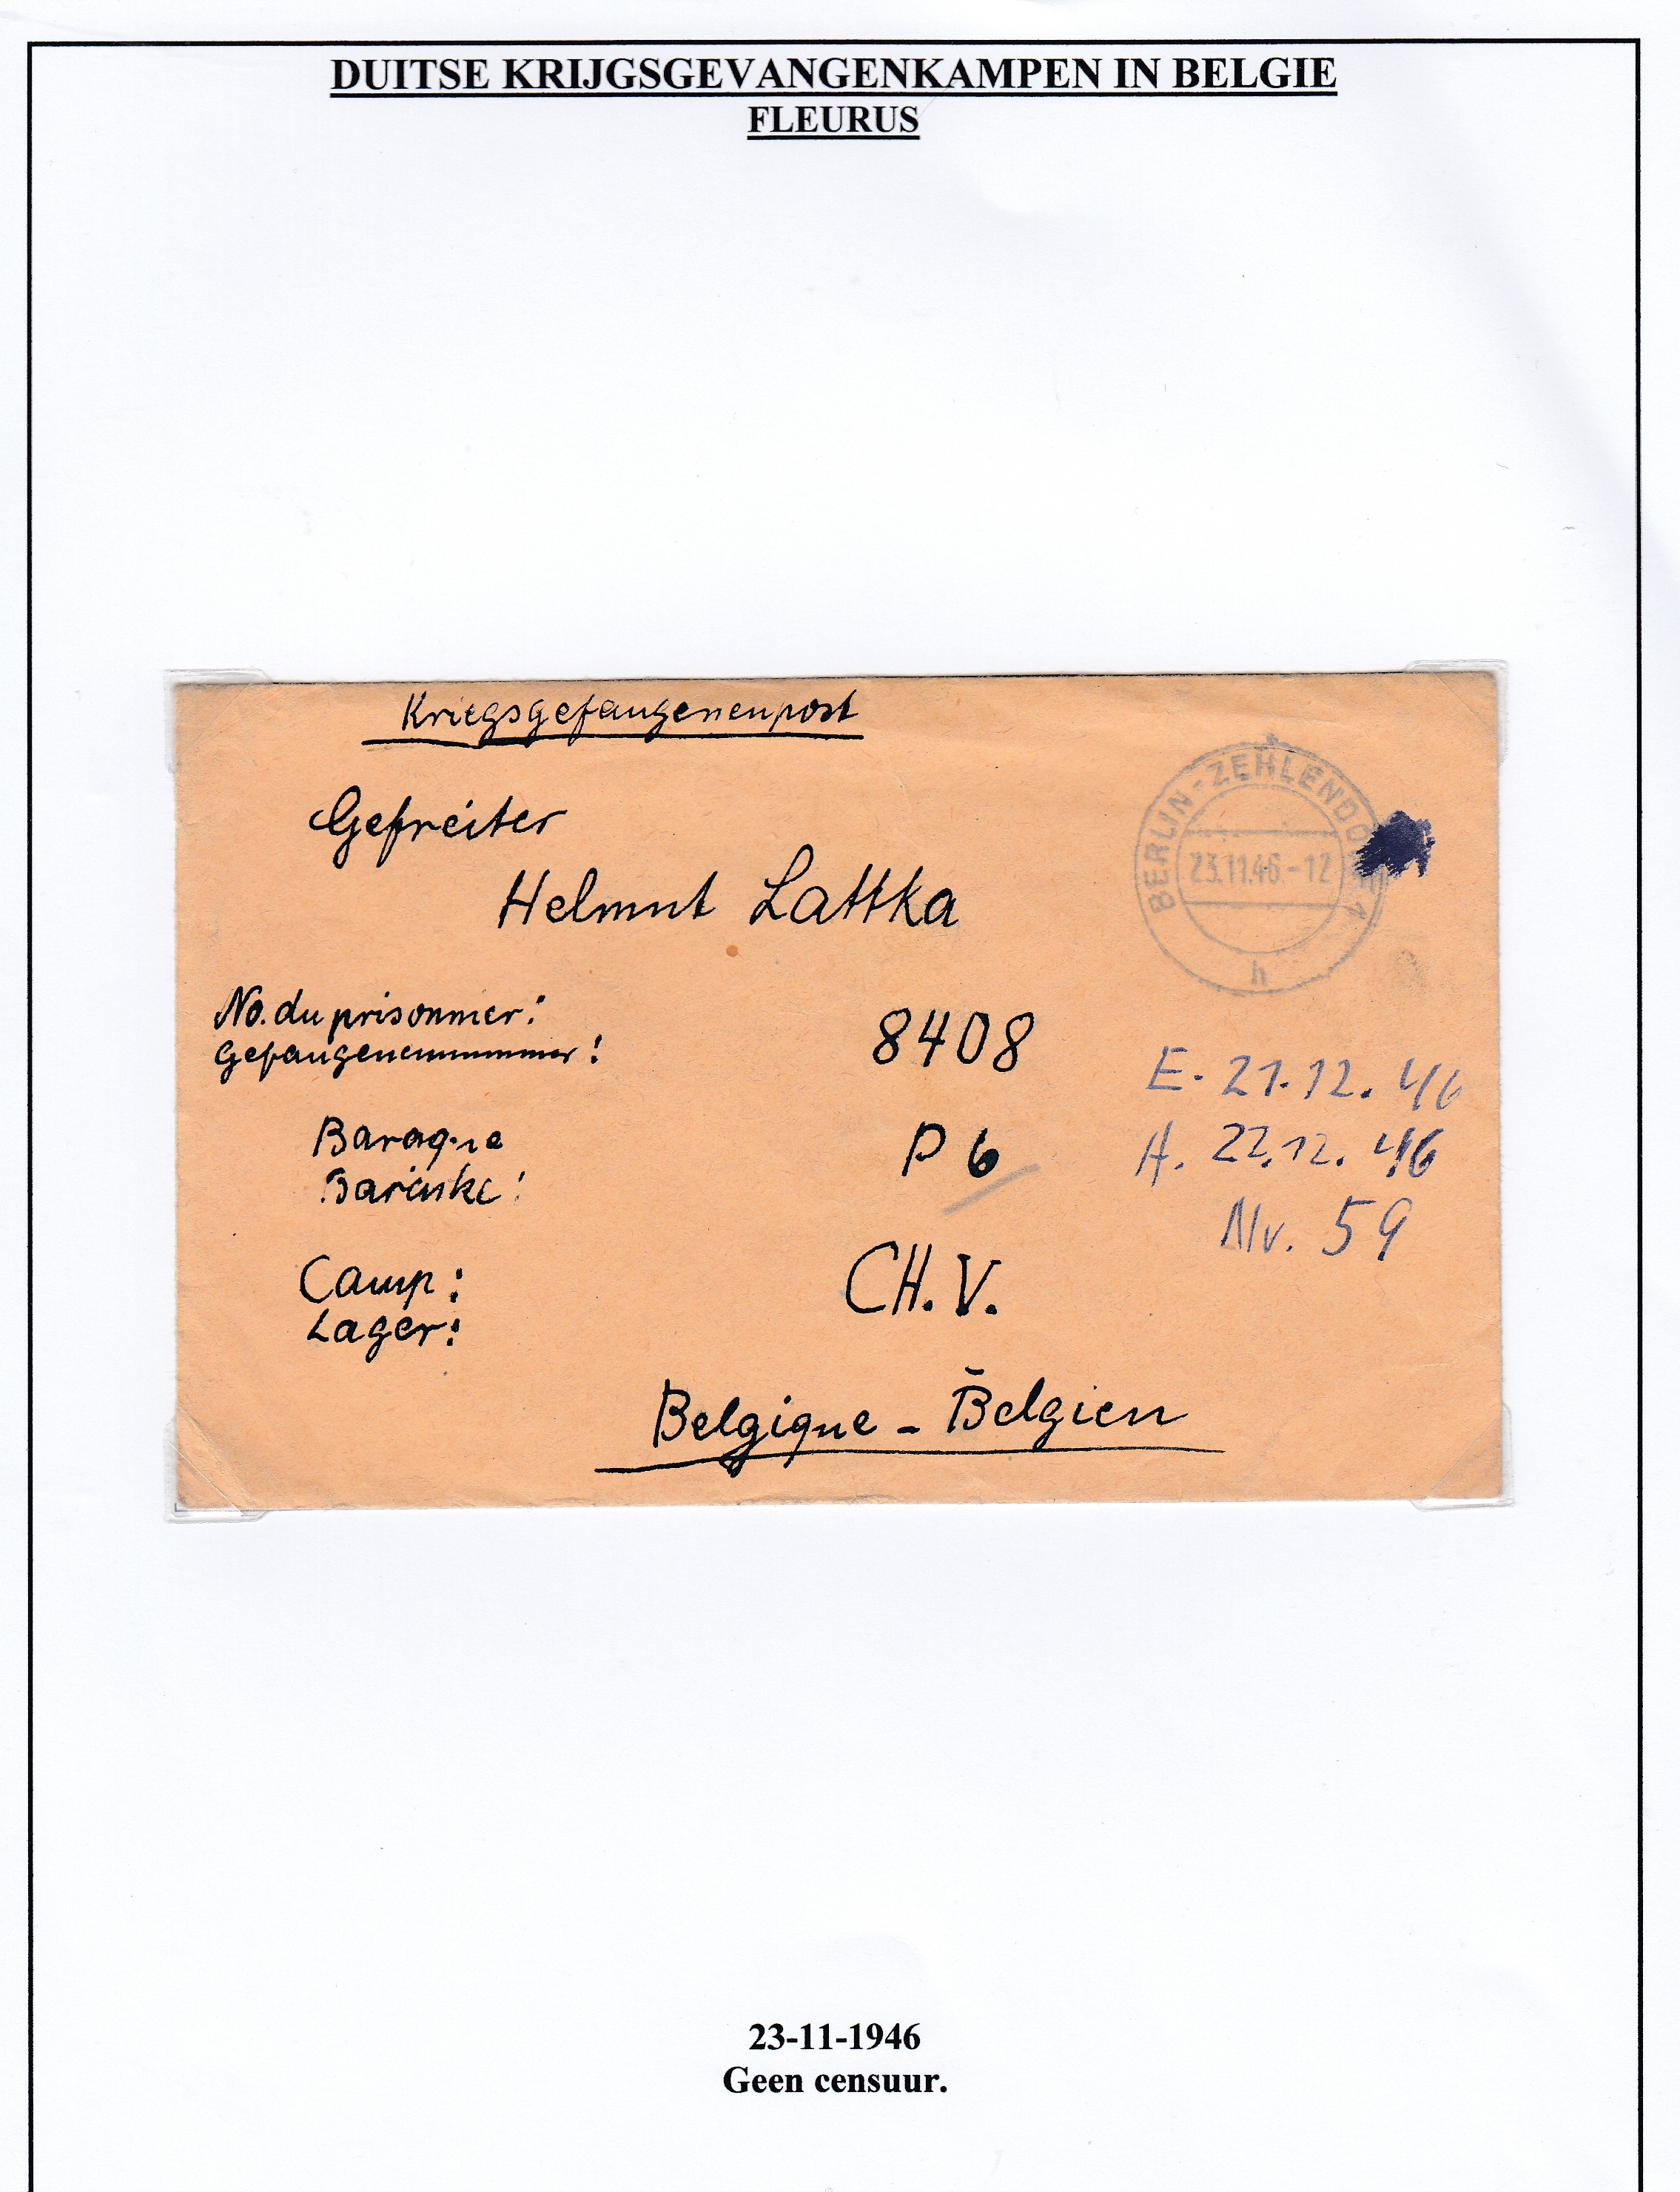 DUITSE KRIJGSGEVANGENKAMPEN IN BELGIE
FLEURUS
Kriegsgefangenenpost
Gefreiter
Helmut Lattka
BERLIN-ZEHLENDORF 1
23.11.46.-12
h
No. du prisonnier:
Gefangenennummer!
8408
E. 21.12.46
Baraque
P 6
A. 22.12.46
Baracke!
Nr. 59
Camp:
CH.V.
Lager:
Belgique - Belgien
23-11-1946
Geen censuur.